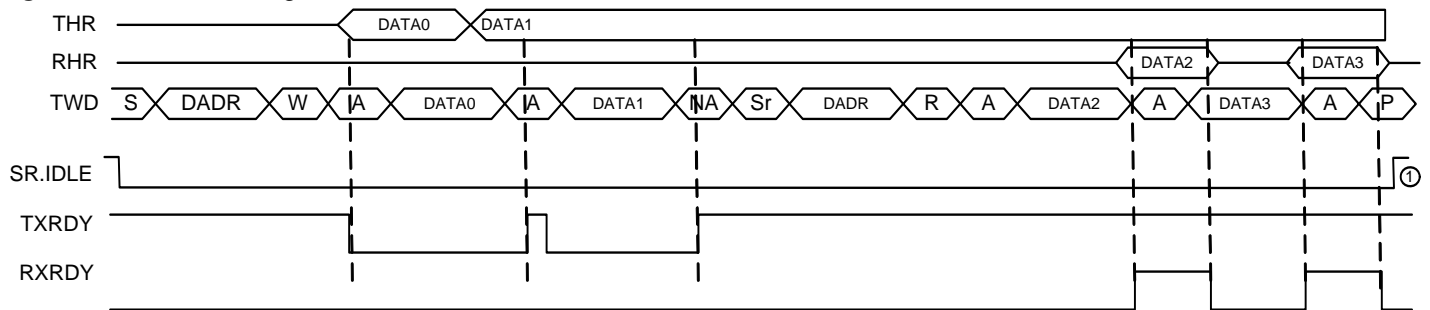 THR DATA0 DATA1
RHR DATA2 DATA3
TWD S DADR W A DATA0 A DATA1 NA Sr DADR R A DATA2 A DATA3 A P
SR.IDLE ①
TXRDY
RXRDY